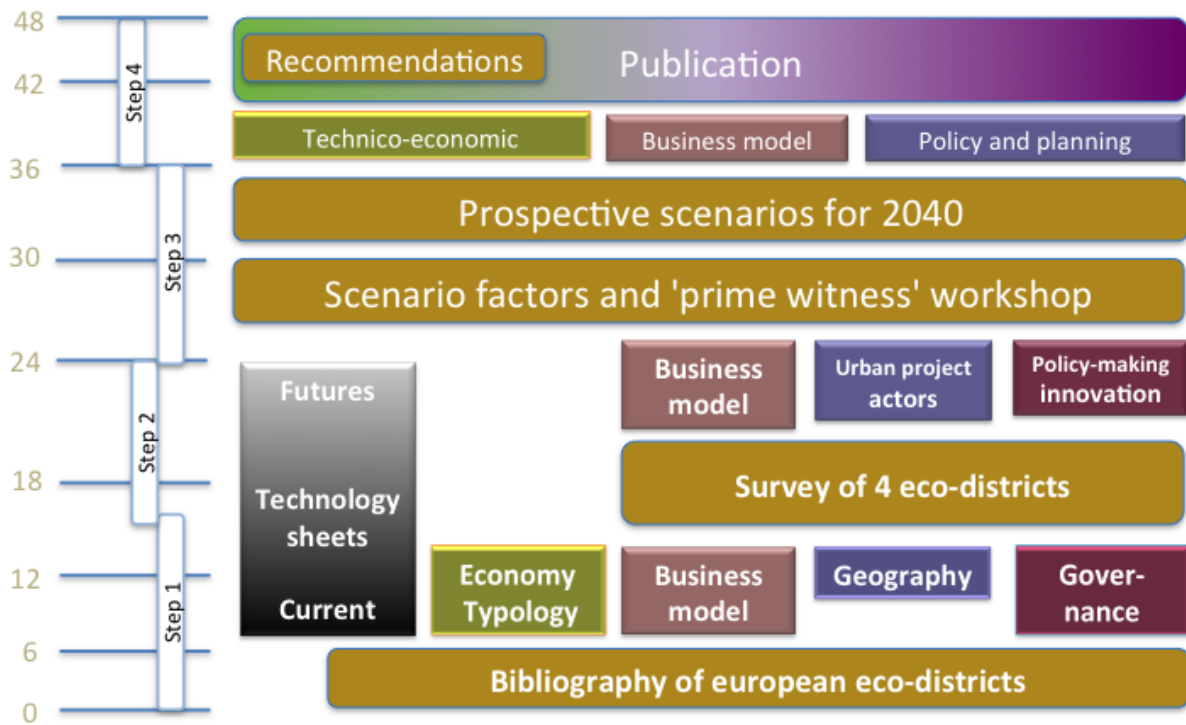 48
Step 4
Recommendations
Publication
42
Technico-economic
Business model
Policy and planning
36
Prospective scenarios for 2040
Step 3
30
Scenario factors and 'prime witness' workshop
24
Futures
Business
model
Urban project
actors
Policy-making
innovation
Step 2
18
Technology
sheets
Survey of 4 eco-districts
12
Current
Economy
Typology
Business
model
Geography
Gover-
nance
Step 1
6
Bibliography of european eco-districts
0